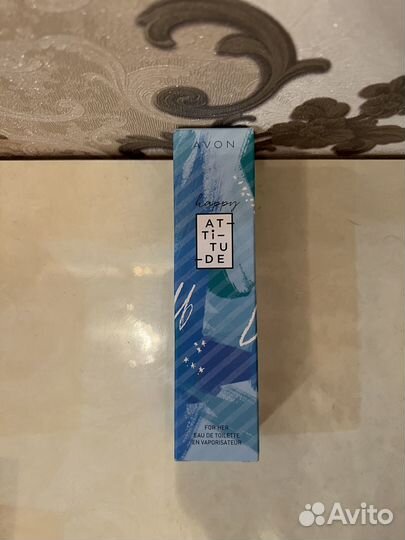 AVON
happy
AT-
TI-
TU
-DE
FOR HER
EAU DE TOILETTE
EN VAPORISATEUR
Avito